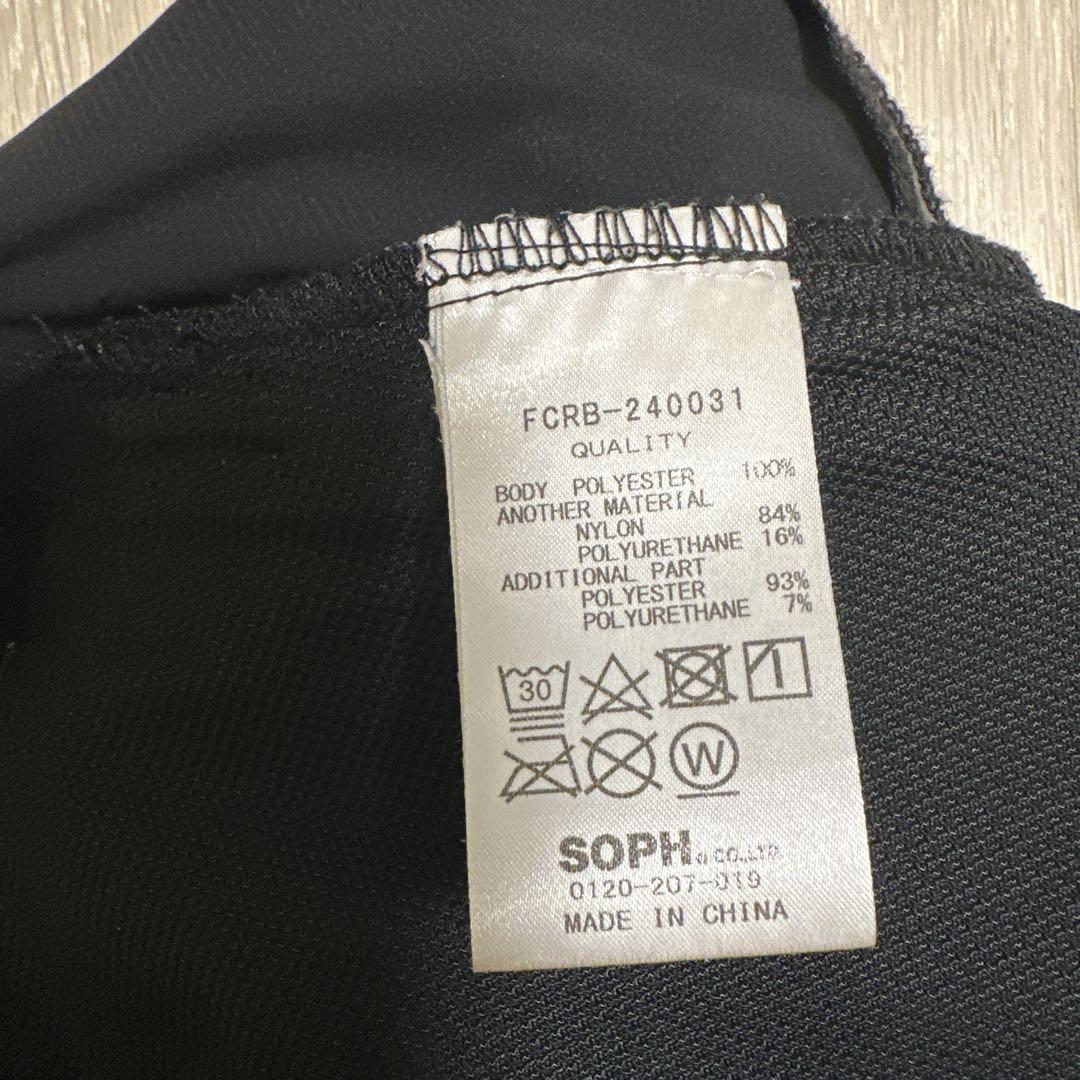 FCRB-240031
QUALITY
BODY POLYESTER 100%
ANOTHER MATERIAL
NYLON 84%
POLYURETHANE 16%
ADDITIONAL PART
POLYESTER 93%
POLYURETHANE 7%
30
W
SOPH.® CO.,LTD.
0120-207-019
MADE IN CHINA